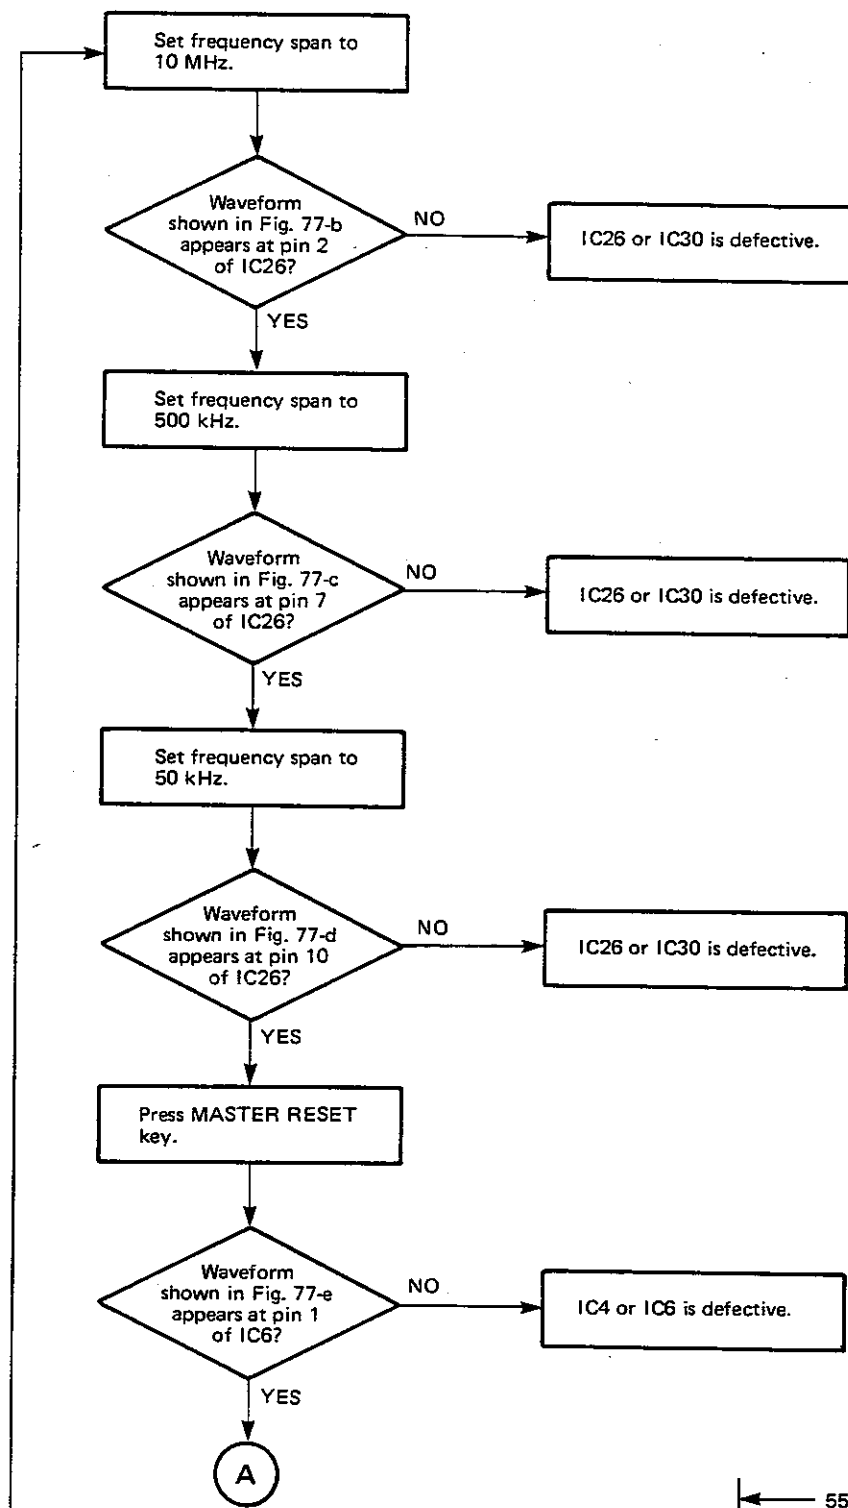 Set frequency span to
10 MHz.
Waveform
shown in Fig. 77-b
appears at pin 2
of IC26?
NO
IC26 or IC30 is defective.
YES
Set frequency span to
500 kHz.
Waveform
shown in Fig. 77-c
appears at pin 7
of IC26?
NO
IC26 or IC30 is defective.
YES
Set frequency span to
50 kHz.
Waveform
shown in Fig. 77-d
appears at pin 10
of IC26?
NO
IC26 or IC30 is defective.
YES
Press MASTER RESET
key.
Waveform
shown in Fig. 77-e
appears at pin 1
of IC6?
NO
IC4 or IC6 is defective.
YES
A
55